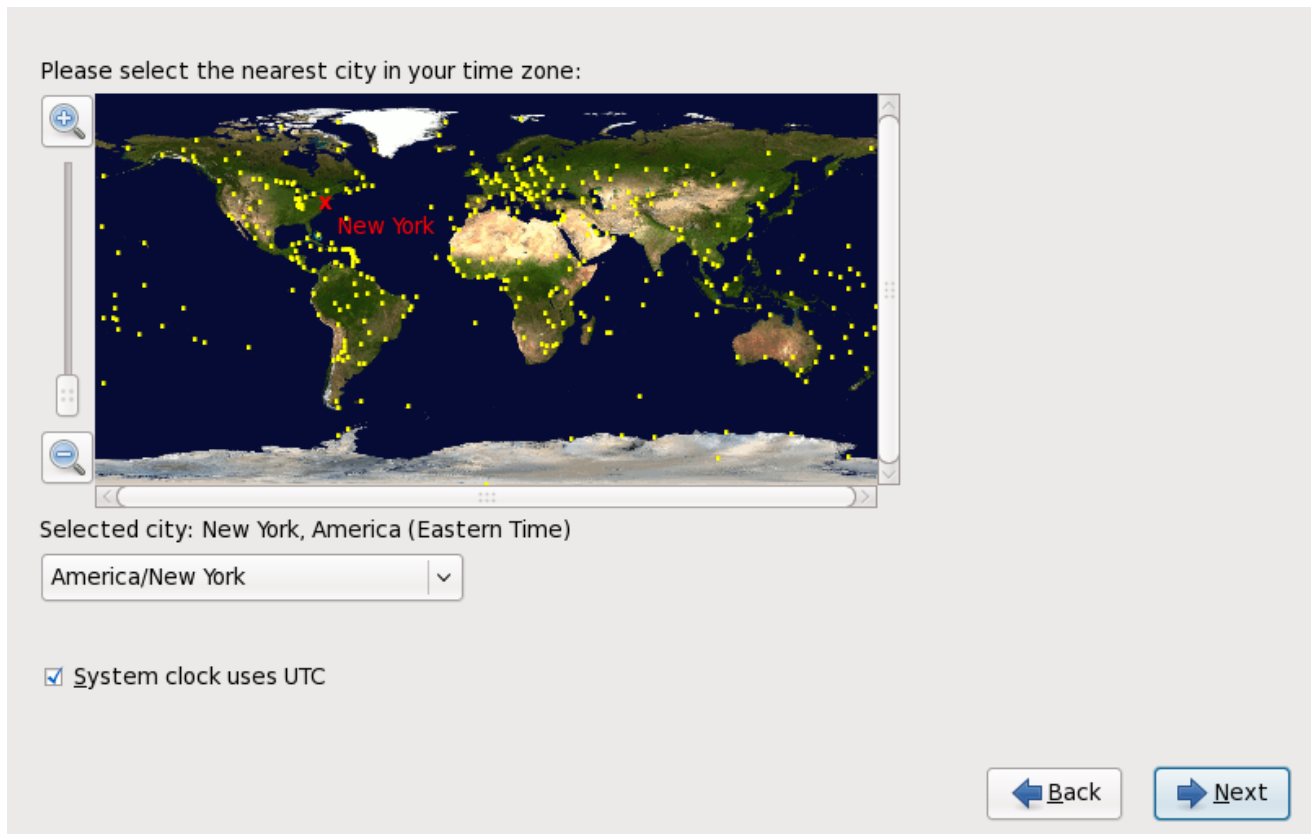 Please select the nearest city in your time zone:
New York
Selected city: New York, America (Eastern Time)
America/New York
System clock uses UTC
Back
Next